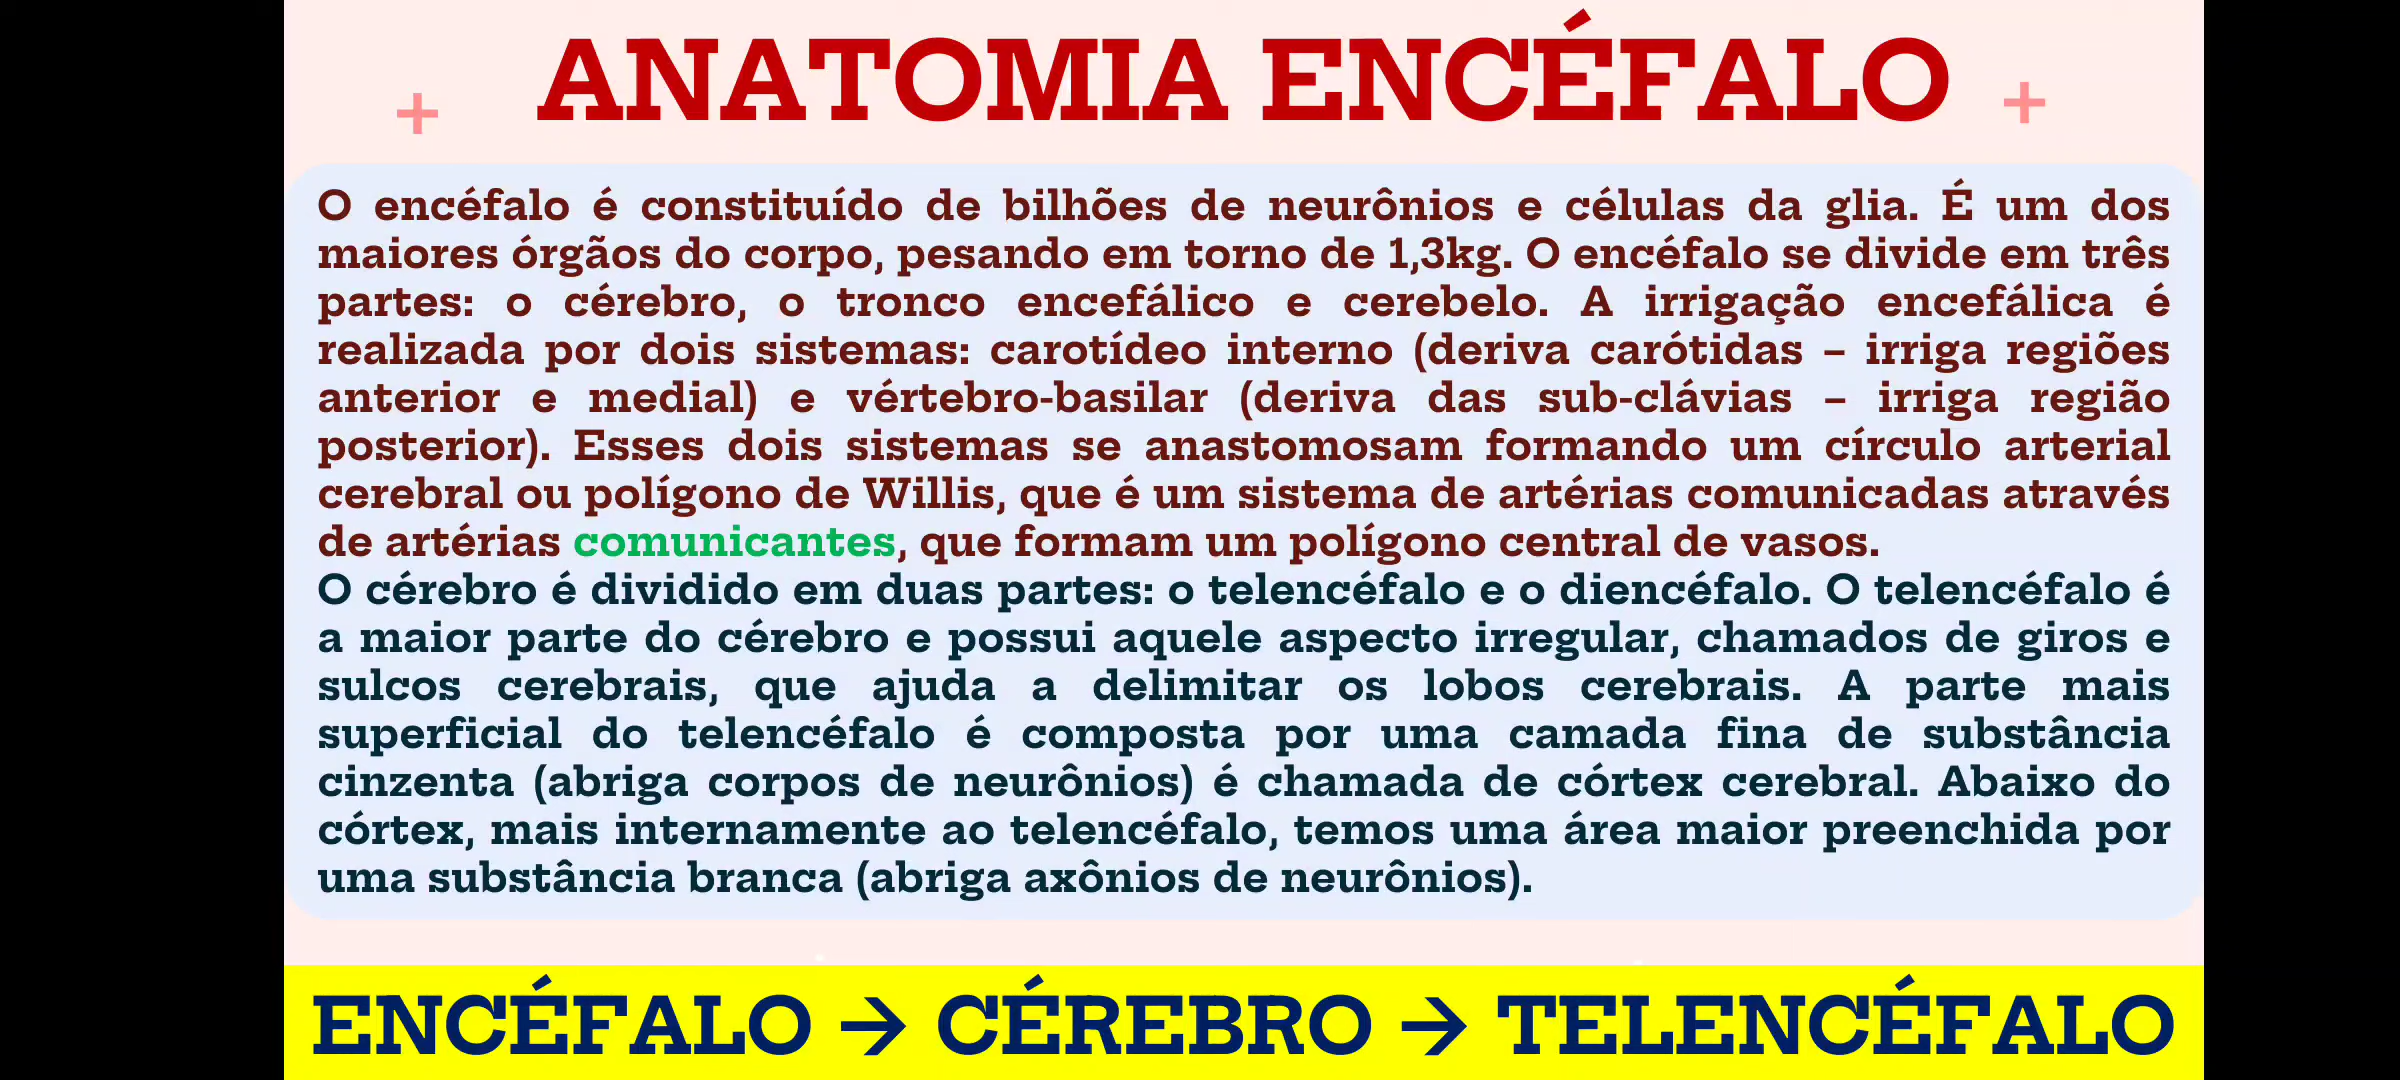 ANATOMIA ENCÉFALO
O encéfalo é constituído de bilhões de neurônios e células da glia. É um dos
maiores órgãos do corpo, pesando em torno de 1,3kg. O encéfalo se divide em três
partes: o cérebro, o tronco encefálico e cerebelo. A irrigação encefálica é
realizada por dois sistemas: carotídeo interno (deriva carótidas – irriga regiões
anterior e medial) e vértebro-basilar (deriva das sub-clávias – irriga região
posterior). Esses dois sistemas se anastomosam formando um círculo arterial
cerebral ou polígono de Willis, que é um sistema de artérias comunicadas através
de artérias comunicantes, que formam um polígono central de vasos.
O cérebro é dividido em duas partes: o telencéfalo e o diencéfalo. O telencéfalo é
a maior parte do cérebro e possui aquele aspecto irregular, chamados de giros e
sulcos cerebrais, que ajuda a delimitar os lobos cerebrais. A parte mais
superficial do telencéfalo é composta por uma camada fina de substância
cinzenta (abriga corpos de neurônios) é chamada de córtex cerebral. Abaixo do
córtex, mais internamente ao telencéfalo, temos uma área maior preenchida por
uma substância branca (abriga axônios de neurônios).
ENCÉFALO → CÉREBRO → TELENCÉFALO